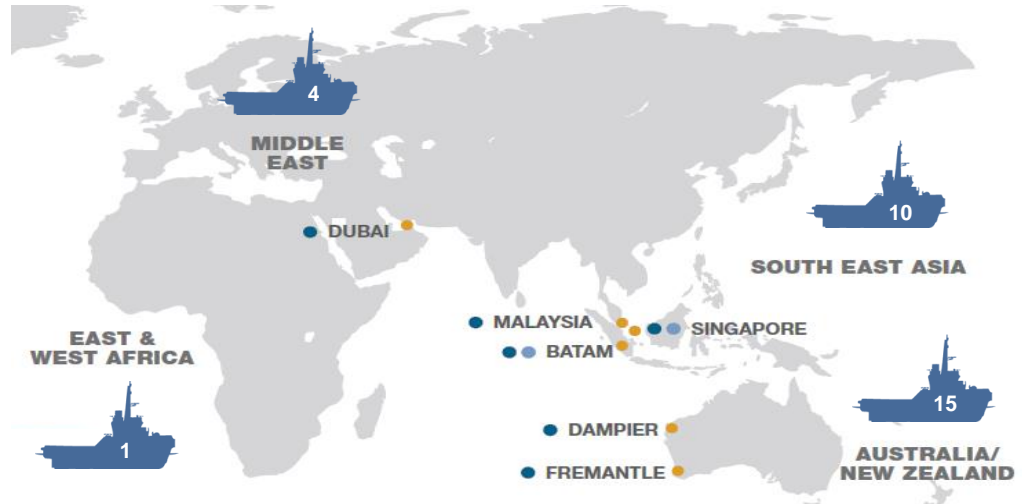 4
MIDDLE
EAST
10
DUBAI
SOUTH EAST ASIA
MALAYSIA
SINGAPORE
EAST &
WEST AFRICA
BATAM
15
1
DAMPIER
AUSTRALIA/
NEW ZEALAND
FREMANTLE